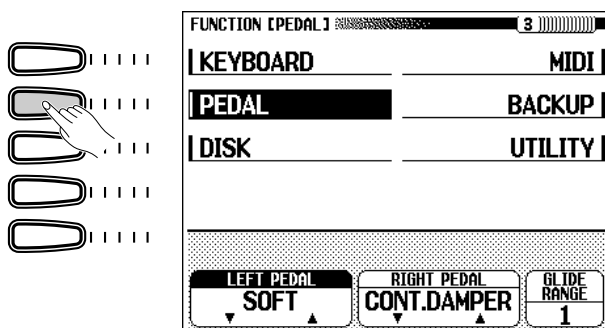 FUNCTION [PEDAL] 3
KEYBOARD MIDI
PEDAL BACKUP
DISK UTILITY
LEFT PEDAL RIGHT PEDAL GLIDE RANGE
SOFT CONT.DAMPER 1